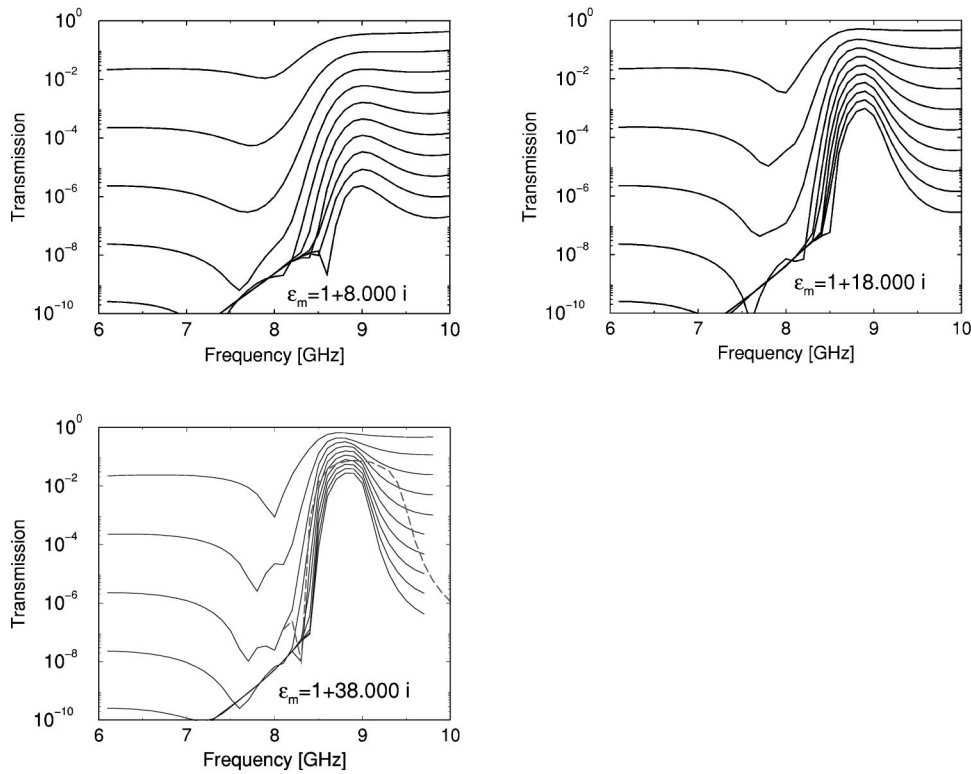 10^0
10^-2
10^-4
10^-6
10^-8
10^-10
Transmission
ε_m=1+8.000 i
6 7 8 9 10
Frequency [GHz]
10^0
10^-2
10^-4
10^-6
10^-8
10^-10
Transmission
ε_m=1+18.000 i
6 7 8 9 10
Frequency [GHz]
10^0
10^-2
10^-4
10^-6
10^-8
10^-10
Transmission
ε_m=1+38.000 i
6 7 8 9 10
Frequency [GHz]